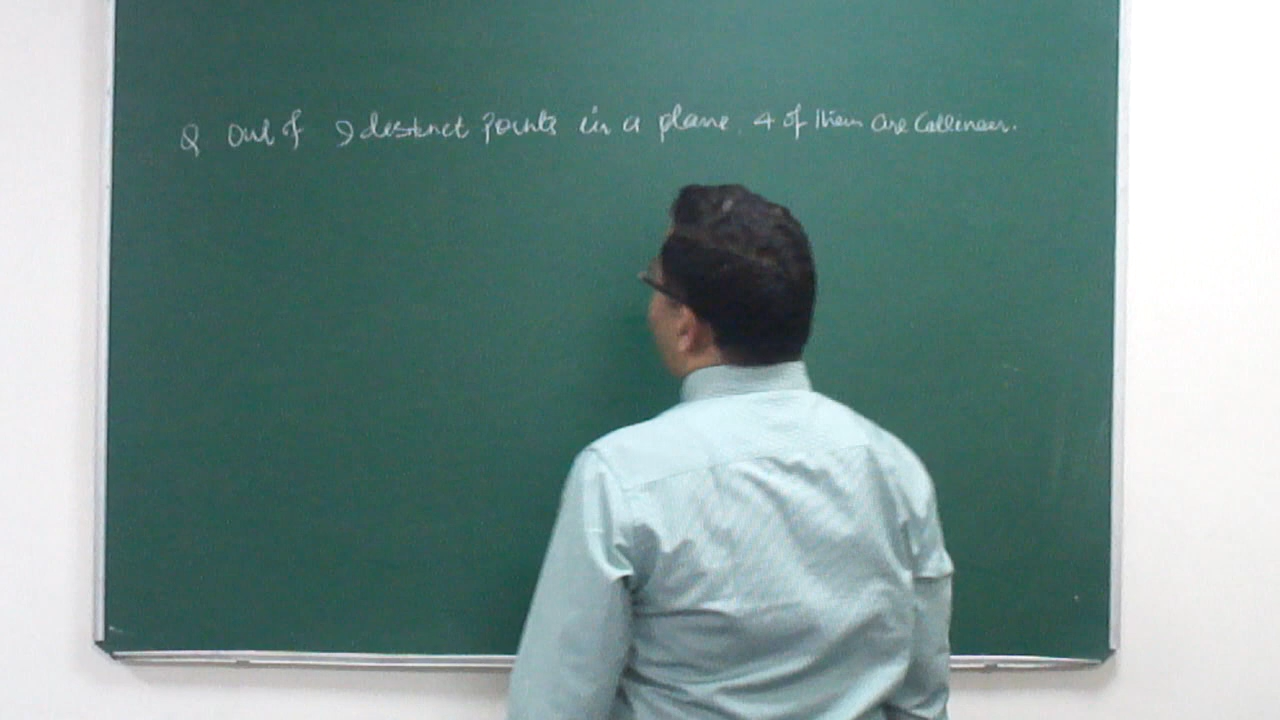 Q Out of 9 distinct points in a plane. 4 of them are Collinear.